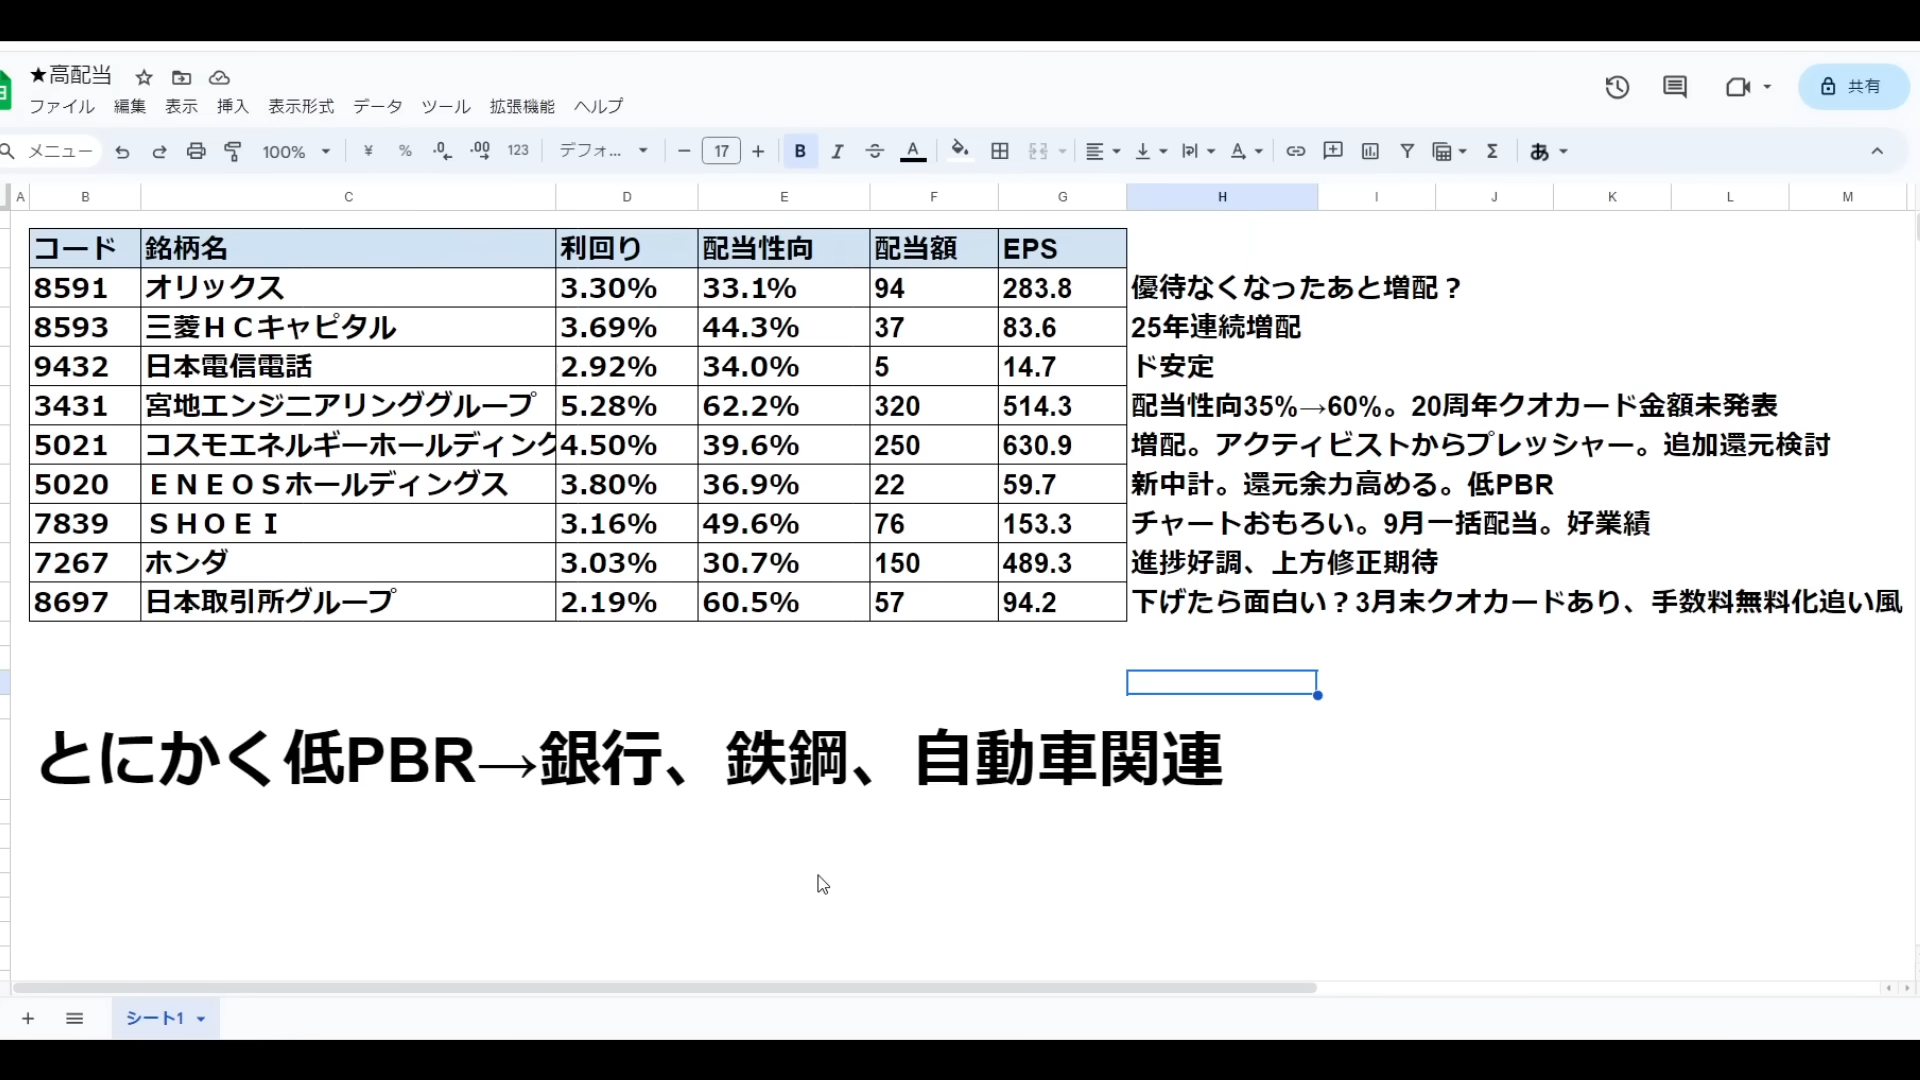 ★高配当
ファイル 編集 表示 挿入 表示形式 データ ツール 拡張機能 ヘルプ
共有
メニュー 100% ¥ % .0 .00 123 デフォ... 17 B I A あ
A B C D E F G H I J K L M
コード 銘柄名 利回り 配当性向 配当額 EPS
8591 オリックス 3.30% 33.1% 94 283.8 優待なくなったあと増配？
8593 三菱ＨＣキャピタル 3.69% 44.3% 37 83.6 25年連続増配
9432 日本電信電話 2.92% 34.0% 5 14.7 ド安定
3431 宮地エンジニアリンググループ 5.28% 62.2% 320 514.3 配当性向35%→60%。20周年クオカード金額未発表
5021 コスモエネルギーホールディング 4.50% 39.6% 250 630.9 増配。アクティビストからプレッシャー。追加還元検討
5020 ＥＮＥＯＳホールディングス 3.80% 36.9% 22 59.7 新中計。還元余力高める。低PBR
7839 ＳＨＯＥＩ 3.16% 49.6% 76 153.3 チャートおもろい。9月一括配当。好業績
7267 ホンダ 3.03% 30.7% 150 489.3 進捗好調、上方修正期待
8697 日本取引所グループ 2.19% 60.5% 57 94.2 下げたら面白い？3月末クオカードあり、手数料無料化追い風
とにかく低PBR→銀行、鉄鋼、自動車関連
シート1